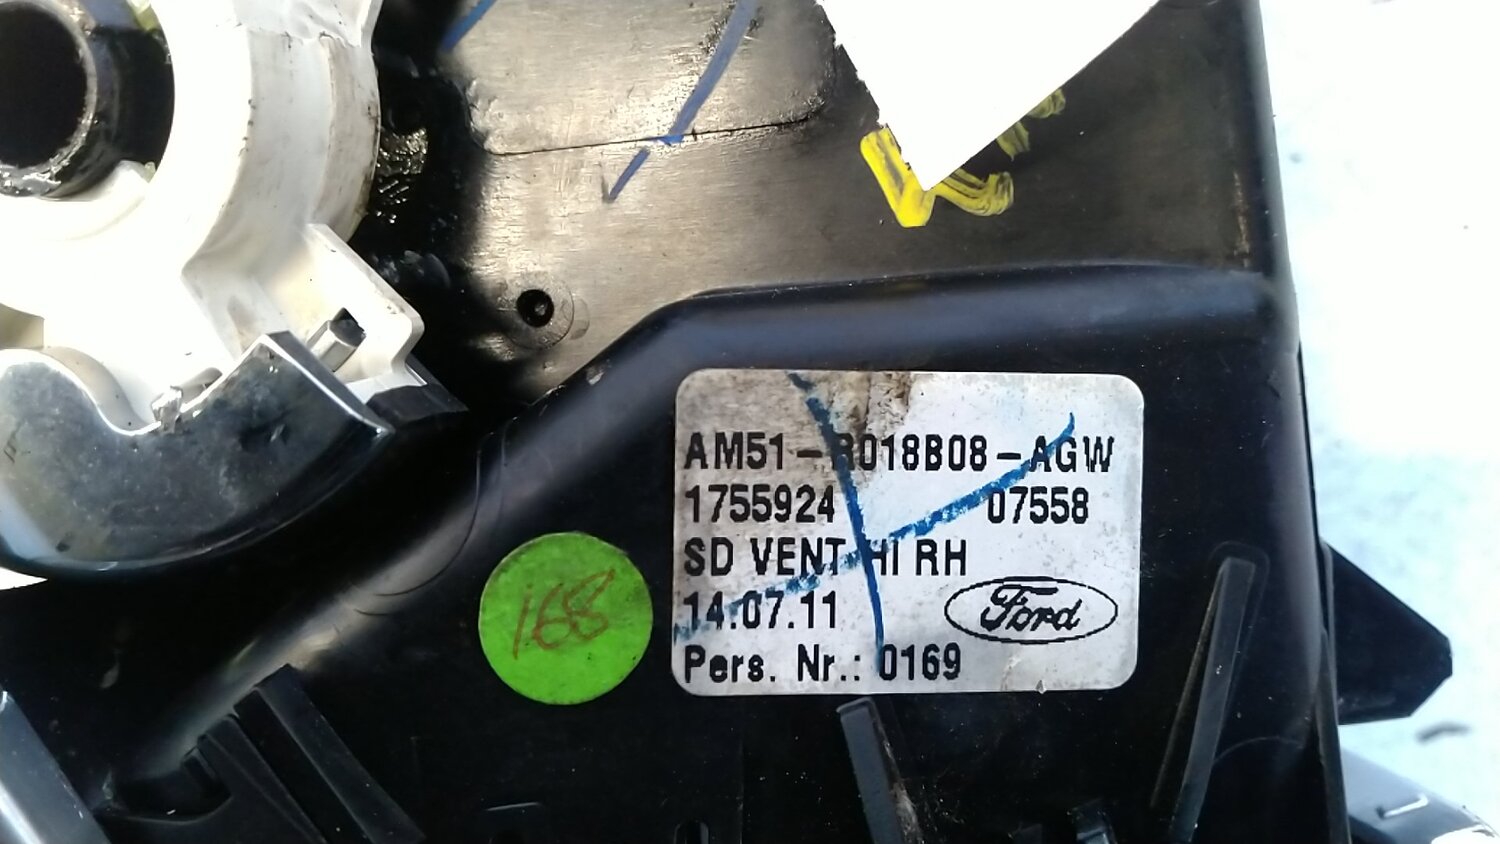 AM51-R018B08-AGW
1755924 07558
SD VENT HI RH
14.07.11
Ford
Pers. Nr.: 0169
168